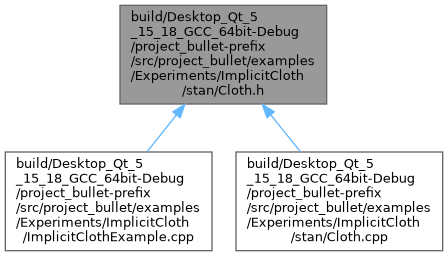 build/Desktop_Qt_5
_15_18_GCC_64bit-Debug
/project_bullet-prefix
/src/project_bullet/examples
/Experiments/ImplicitCloth
/stan/Cloth.h
build/Desktop_Qt_5
_15_18_GCC_64bit-Debug
/project_bullet-prefix
/src/project_bullet/examples
/Experiments/ImplicitCloth
/ImplicitClothExample.cpp
build/Desktop_Qt_5
_15_18_GCC_64bit-Debug
/project_bullet-prefix
/src/project_bullet/examples
/Experiments/ImplicitCloth
/stan/Cloth.cpp